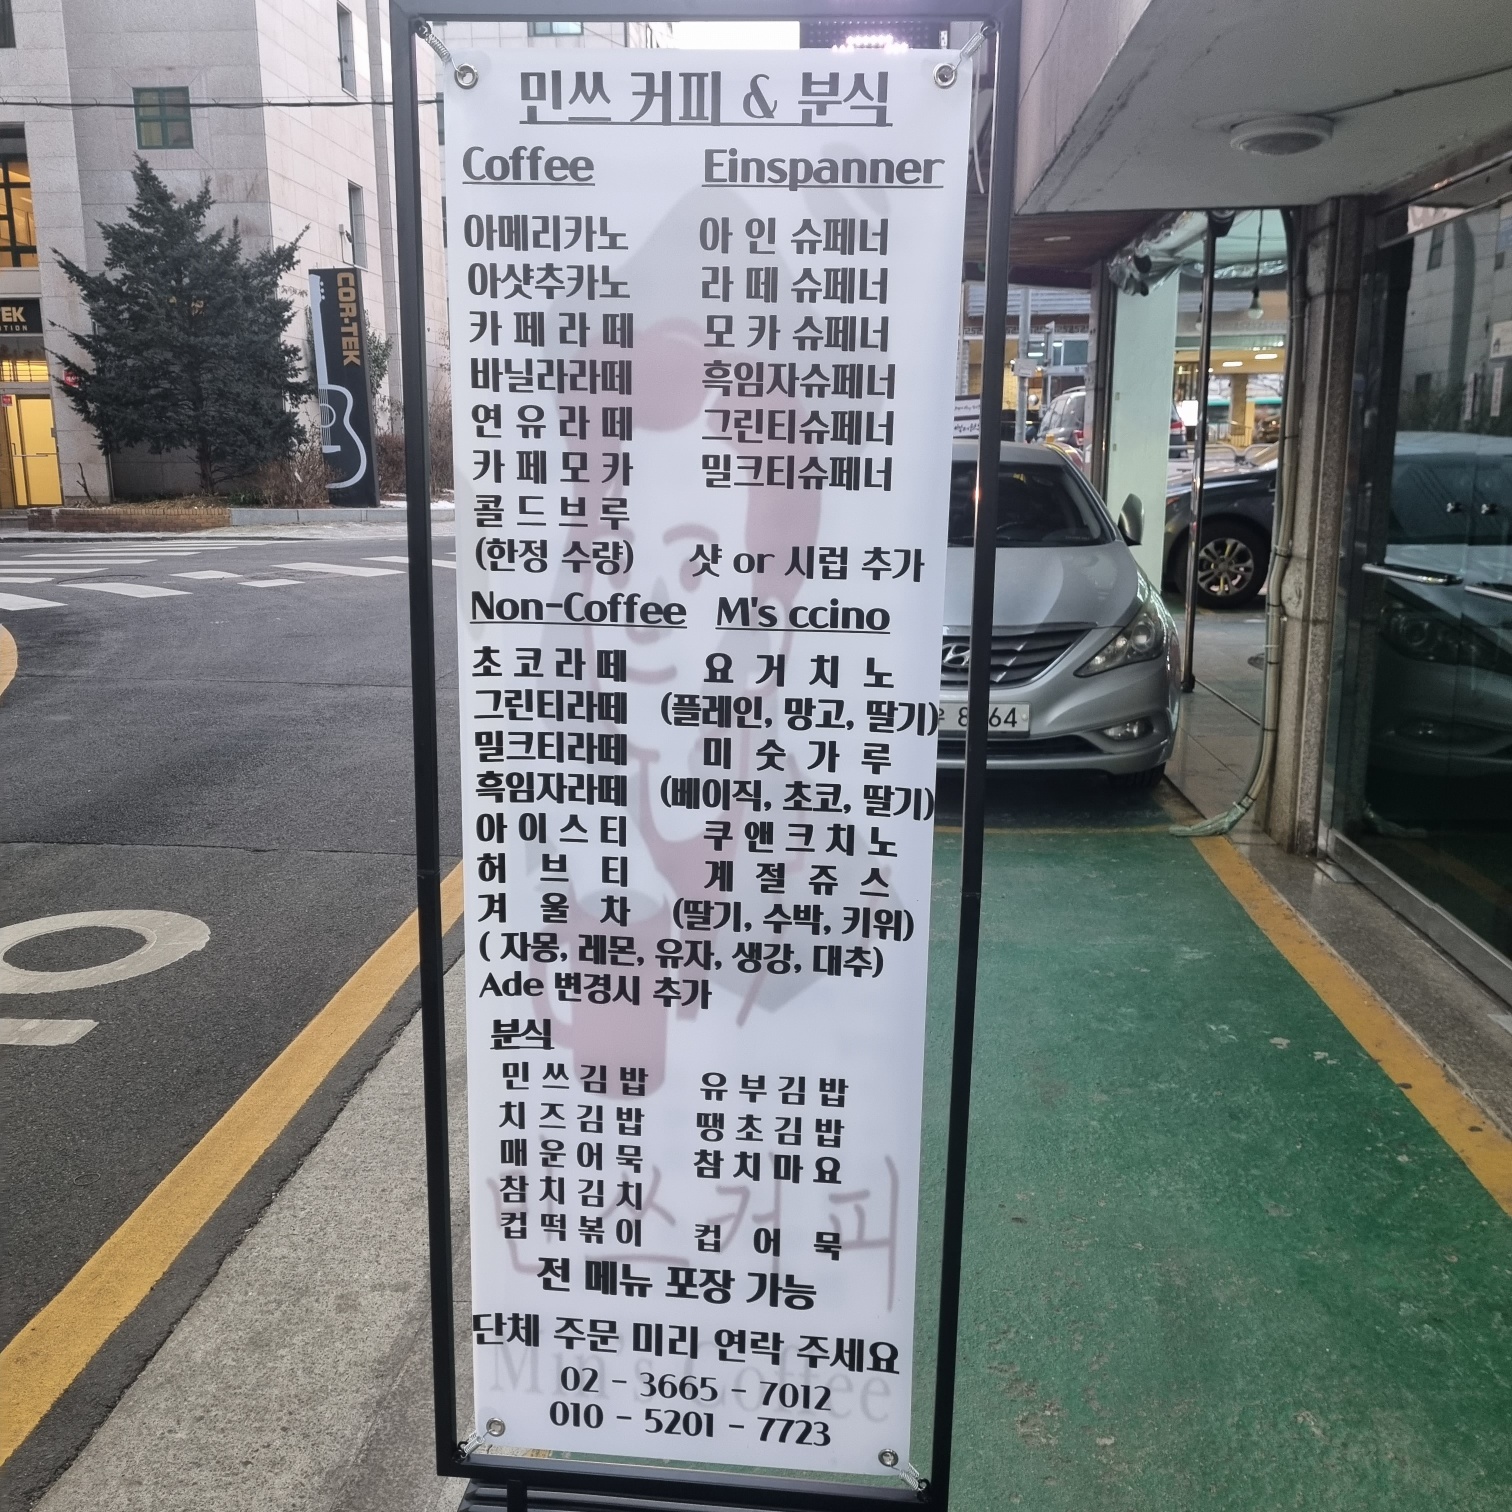 민쓰 커피 & 분식
Coffee
아메리카노
아샷추카노
카 페 라 떼
바닐라라떼
연 유 라 떼
카 페 모 카
콜 드 브 루
(한정 수량)
Einspanner
아 인 슈페너
라 떼 슈페너
모 카 슈페너
흑임자슈페너
그린티슈페너
밀크티슈페너
샷 or 시럽 추가
Non-Coffee
초 코 라 떼
그린티라떼
밀크티라떼
흑임자라떼
아 이 스 티
허 브 티
겨 울 차
( 자몽, 레몬, 유자, 생강, 대추)
Ade 변경시 추가
M's ccino
요 거 치 노
(플레인, 망고, 딸기)
미 숫 가 루
(베이직, 초코, 딸기)
쿠 앤 크 치 노
계 절 쥬 스
(딸기, 수박, 키위)
분식
민 쓰 김 밥
치 즈 김 밥
매 운 어 묵
참 치 김 치
컵 떡 볶 이
유 부 김 밥
땡 초 김 밥
참 치 마 요
컵 어 묵
전 메뉴 포장 가능
단체 주문 미리 연락 주세요
02 - 3665 - 7012
010 - 5201 - 7723
민쓰커피
Min's Coffee
COR-TEK
TEK